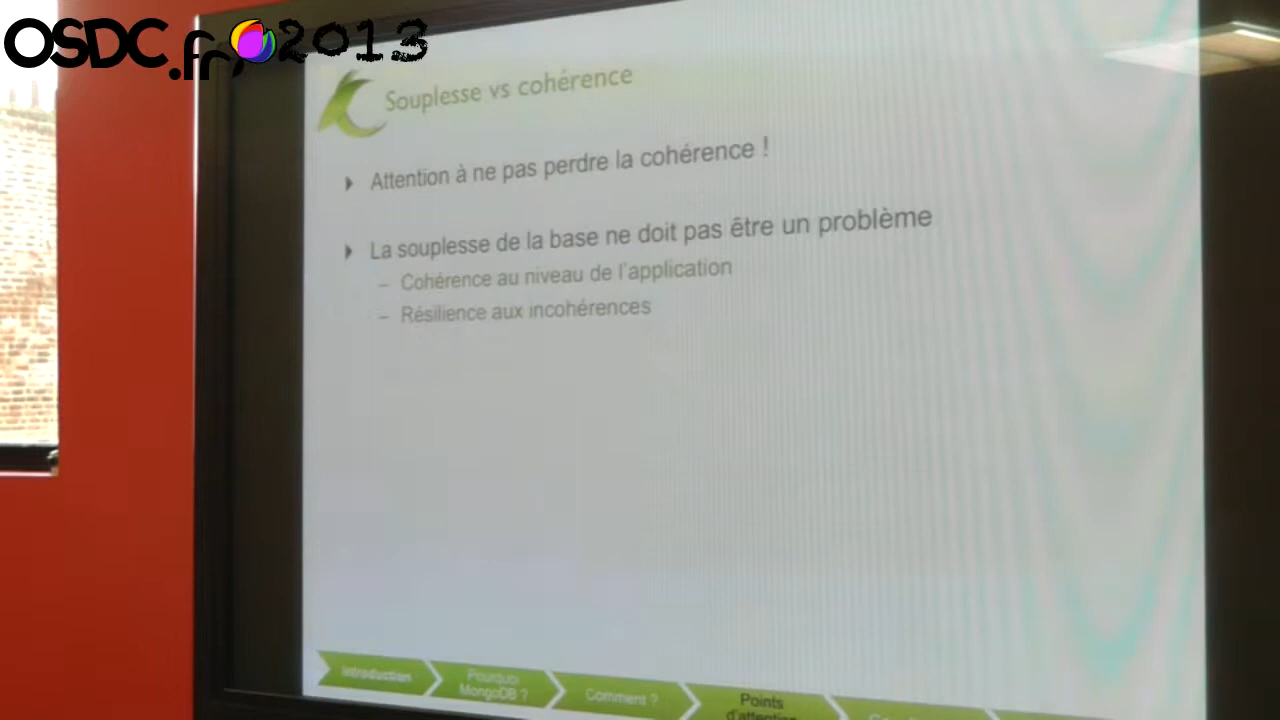 OSDC.fr 2013
Souplesse vs cohérence
Attention à ne pas perdre la cohérence !
La souplesse de la base ne doit pas être un problème
– Cohérence au niveau de l'application
– Résilience aux incohérences
Introduction
Pourquoi
MongoDB ?
Comment ?
Points
d'attention